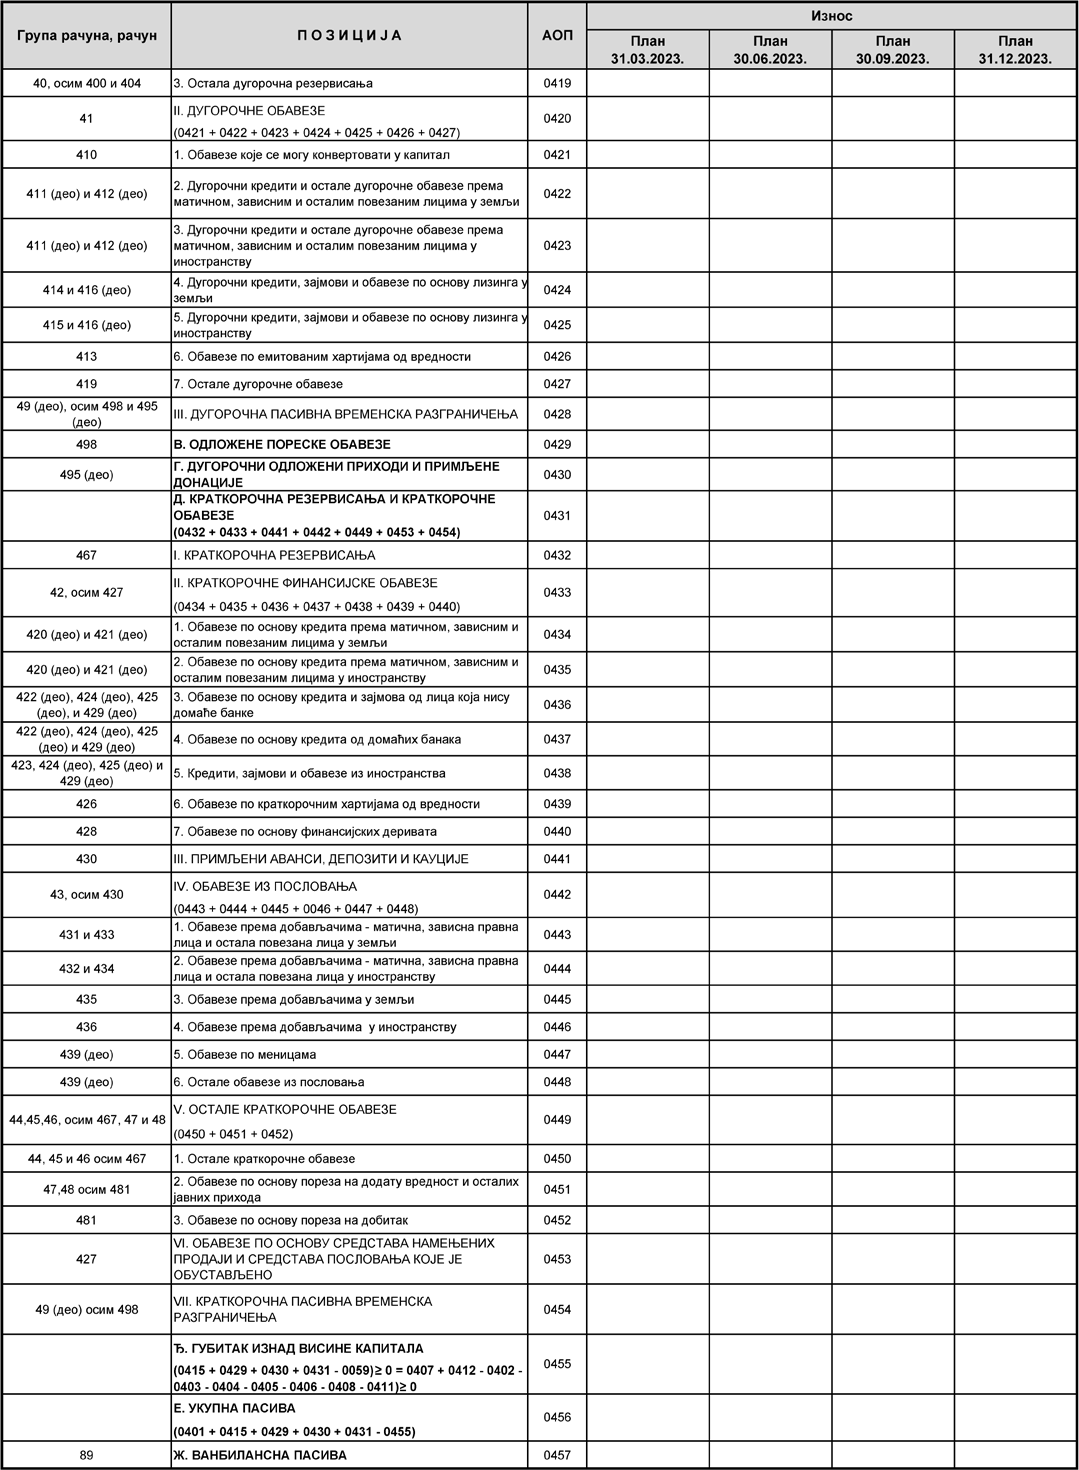 Група рачуна, рачун
П О З И Ц И Ј А
АОП
Износ
План
31.03.2023.
План
30.06.2023.
План
30.09.2023.
План
31.12.2023.
40, осим 400 и 404
3. Остала дугорочна резервисања
0419
41
II. ДУГОРОЧНЕ ОБАВЕЗЕ
(0421 + 0422 + 0423 + 0424 + 0425 + 0426 + 0427)
0420
410
1. Обавезе које се могу конвертовати у капитал
0421
411 (део) и 412 (део)
2. Дугорочни кредити и остале дугорочне обавезе према
матичном, зависним и осталим повезаним лицима у земљи
0422
411 (део) и 412 (део)
3. Дугорочни кредити и остале дугорочне обавезе према
матичном, зависним и осталим повезаним лицима у
иностранству
0423
414 и 416 (део)
4. Дугорочни кредити, зајмови и обавезе по основу лизинга у
земљи
0424
415 и 416 (део)
5. Дугорочни кредити, зајмови и обавезе по основу лизинга у
иностранству
0425
413
6. Обавезе по емитованим хартијама од вредности
0426
419
7. Остале дугорочне обавезе
0427
49 (део), осим 498 и 495
(део)
III. ДУГОРОЧНА ПАСИВНА ВРЕМЕНСКА РАЗГРАНИЧЕЊА
0428
498
В. ОДЛОЖЕНЕ ПОРЕСКЕ ОБАВЕЗЕ
0429
495 (део)
Г. ДУГОРОЧНИ ОДЛОЖЕНИ ПРИХОДИ И ПРИМЉЕНЕ
ДОНАЦИЈЕ
0430
Д. КРАТКОРОЧНА РЕЗЕРВИСАЊА И КРАТКОРОЧНЕ
ОБАВЕЗЕ
(0432 + 0433 + 0441 + 0442 + 0449 + 0453 + 0454)
0431
467
I. КРАТКОРОЧНА РЕЗЕРВИСАЊА
0432
42, осим 427
II. КРАТКОРОЧНЕ ФИНАНСИЈСКЕ ОБАВЕЗЕ
(0434 + 0435 + 0436 + 0437 + 0438 + 0439 + 0440)
0433
420 (део) и 421 (део)
1. Обавезе по основу кредита према матичном, зависним и
осталим повезаним лицима у земљи
0434
420 (део) и 421 (део)
2. Обавезе по основу кредита према матичном, зависним и
осталим повезаним лицима у иностранству
0435
422 (део), 424 (део), 425
(део), и 429 (део)
3. Обавезе по основу кредита и зајмова од лица која нису
домаће банке
0436
422 (део), 424 (део), 425
(део) и 429 (део)
4. Обавезе по основу кредита од домаћих банака
0437
423, 424 (део), 425 (део) и
429 (део)
5. Кредити, зајмови и обавезе из иностранства
0438
426
6. Обавезе по краткорочним хартијама од вредности
0439
428
7. Обавезе по основу финансијских деривата
0440
430
III. ПРИМЉЕНИ АВАНСИ, ДЕПОЗИТИ И КАУЦИЈЕ
0441
43, осим 430
IV. ОБАВЕЗЕ ИЗ ПОСЛОВАЊА
(0443 + 0444 + 0445 + 0046 + 0447 + 0448)
0442
431 и 433
1. Обавезе према добављачима - матична, зависна правна
лица и остала повезана лица у земљи
0443
432 и 434
2. Обавезе према добављачима - матична, зависна правна
лица и остала повезана лица у иностранству
0444
435
3. Обавезе према добављачима у земљи
0445
436
4. Обавезе према добављачима у иностранству
0446
439 (део)
5. Обавезе по меницама
0447
439 (део)
6. Остале обавезе из пословања
0448
44,45,46, осим 467, 47 и 48
V. ОСТАЛЕ КРАТКОРОЧНЕ ОБАВЕЗЕ
(0450 + 0451 + 0452)
0449
44, 45 и 46 осим 467
1. Остале краткорочне обавезе
0450
47,48 осим 481
2. Обавезе по основу пореза на додату вредност и осталих
јавних прихода
0451
481
3. Обавезе по основу пореза на добитак
0452
427
VI. ОБАВЕЗЕ ПО ОСНОВУ СРЕДСТАВА НАМЕЊЕНИХ
ПРОДАЈИ И СРЕДСТАВА ПОСЛОВАЊА КОЈЕ ЈЕ
ОБУСТАВЉЕНО
0453
49 (део) осим 498
VII. КРАТКОРОЧНА ПАСИВНА ВРЕМЕНСКА
РАЗГРАНИЧЕЊА
0454
Ђ. ГУБИТАК ИЗНАД ВИСИНЕ КАПИТАЛА
(0415 + 0429 + 0430 + 0431 - 0059)≥ 0 = 0407 + 0412 - 0402 -
0403 - 0404 - 0405 - 0406 - 0408 - 0411)≥ 0
0455
Е. УКУПНА ПАСИВА
(0401 + 0415 + 0429 + 0430 + 0431 - 0455)
0456
89
Ж. ВАНБИЛАНСНА ПАСИВА
0457